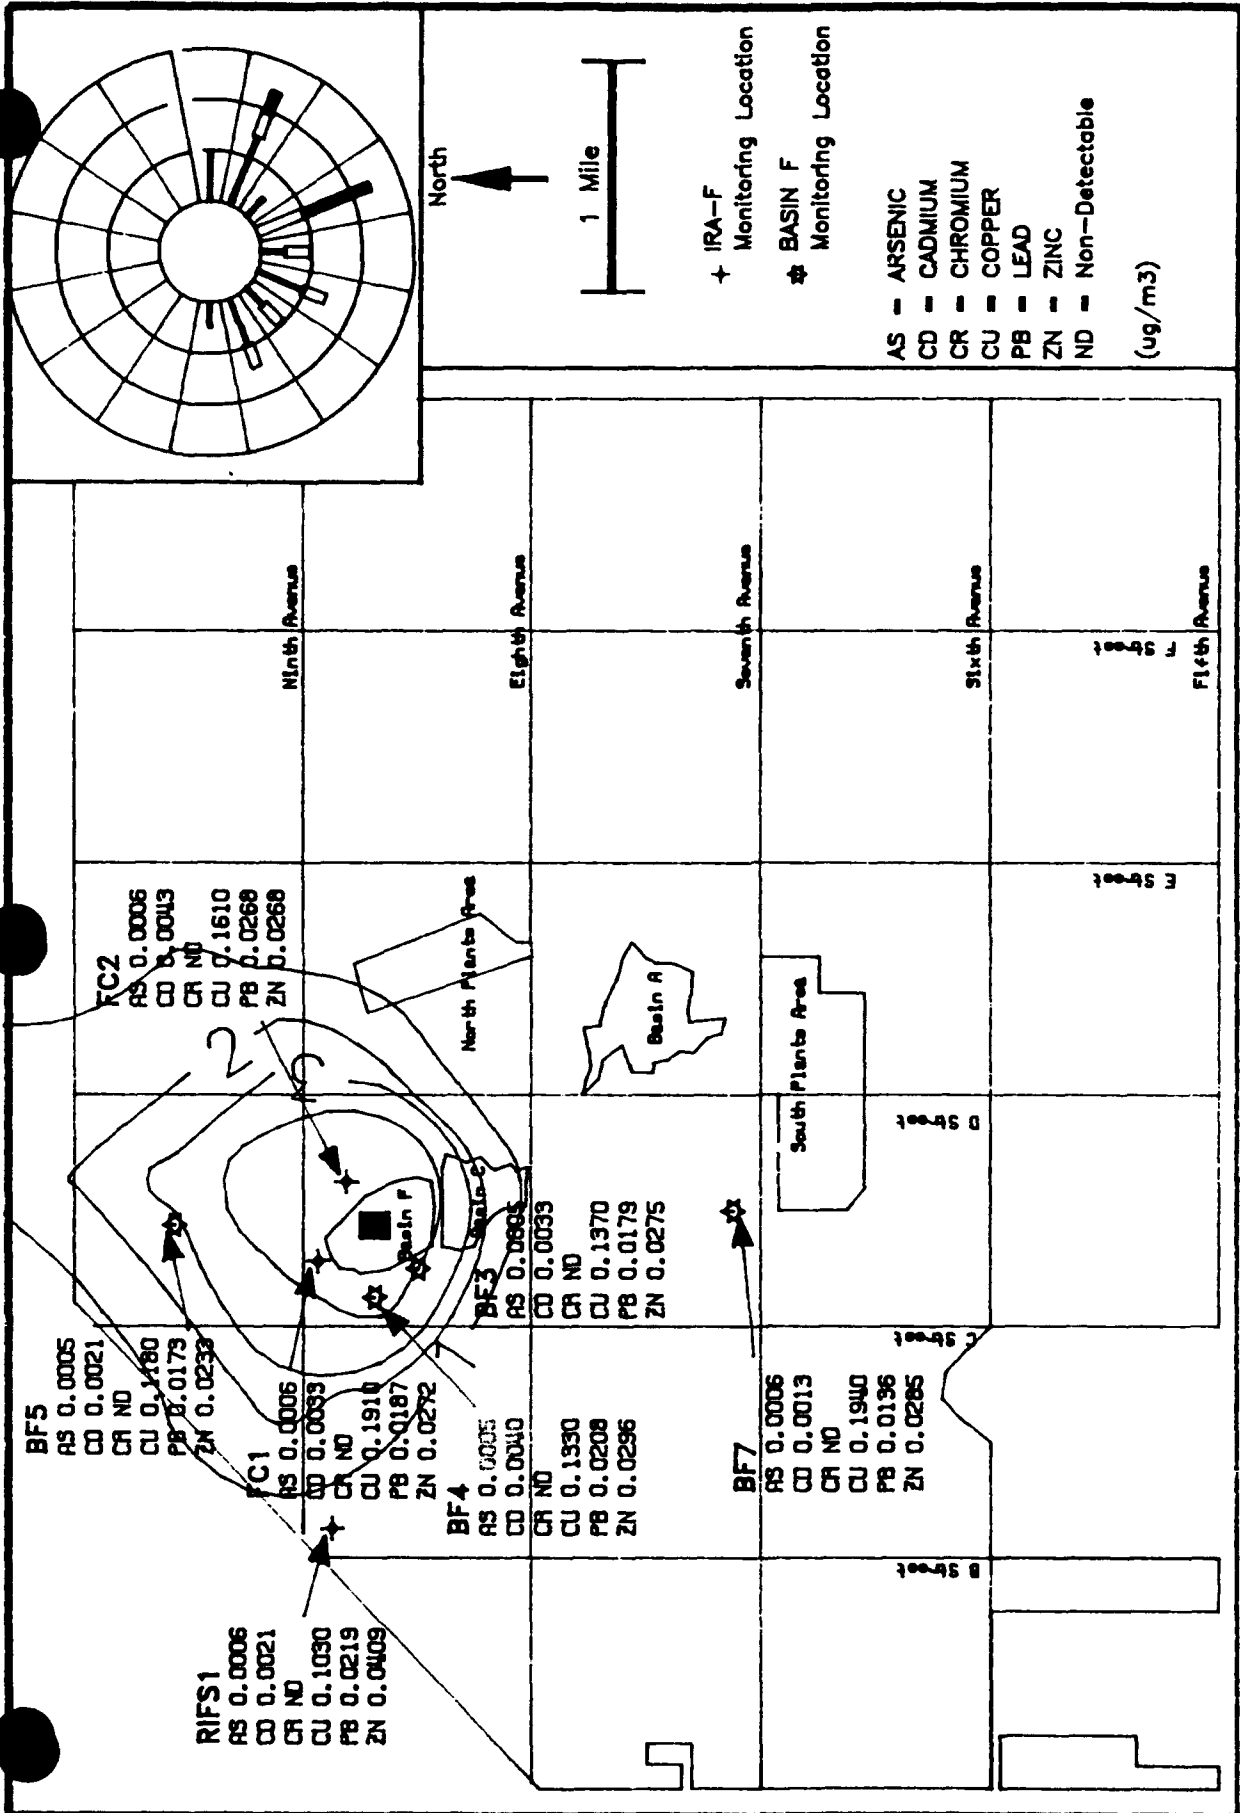 RIFS1
AS 0.0006
CD 0.0021
CR ND
CU 0.1030
PB 0.0219
ZN 0.0409
BF5
AS 0.0005
CD 0.0021
CR ND
CU 0.1180
PB 0.0173
ZN 0.0233
FC1
AS 0.0006
CD 0.0033
CR ND
CU 0.1910
PB 0.0187
ZN 0.0272
BF4
AS 0.0005
CD 0.0040
CR ND
CU 0.1330
PB 0.0208
ZN 0.0296
BF3
AS 0.0005
CD 0.0033
CR ND
CU 0.1370
PB 0.0179
ZN 0.0275
FC2
AS 0.0006
CD 0.0043
CR ND
CU 0.1610
PB 0.0268
ZN 0.0268
BF7
AS 0.0006
CD 0.0013
CR ND
CU 0.1940
PB 0.0136
ZN 0.0285
2
Basin F
Basin C
North Plants Area
Basin A
South Plants Area
Ninth Avenue
Eighth Avenue
Seventh Avenue
Sixth Avenue
Fifth Avenue
B Street
C Street
D Street
E Street
F Street
North
1 Mile
IRA-F
Monitoring Location
BASIN F
Monitoring Location
AS = ARSENIC
CD = CADMIUM
CR = CHROMIUM
CU = COPPER
PB = LEAD
ZN = ZINC
ND = Non-Detectable
(ug/m3)